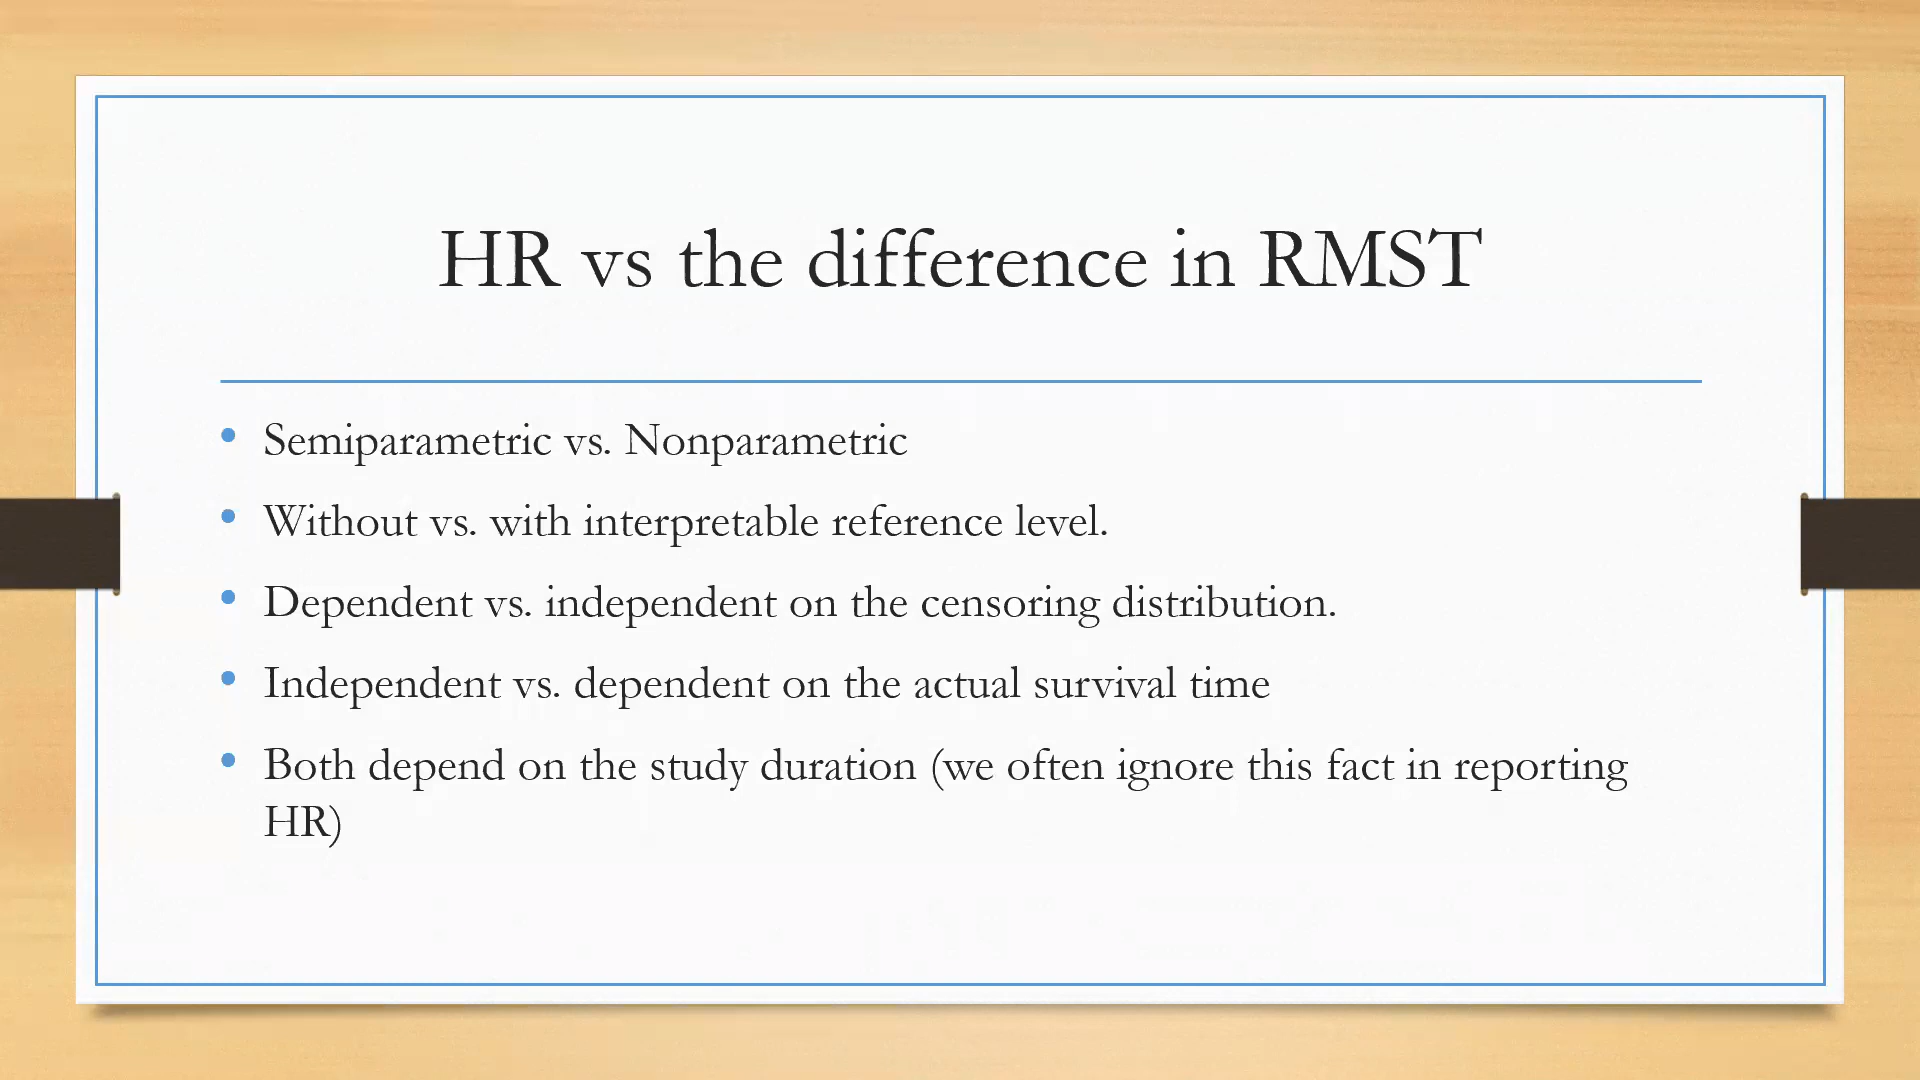 HR vs the difference in RMST
• Semiparametric vs. Nonparametric
• Without vs. with interpretable reference level.
• Dependent vs. independent on the censoring distribution.
• Independent vs. dependent on the actual survival time
• Both depend on the study duration (we often ignore this fact in reporting
HR)